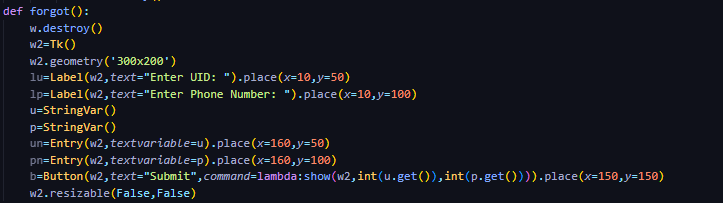 def forgot():
    w.destroy()
    w2=Tk()
    w2.geometry('300x200')
    lu=Label(w2,text="Enter UID: ").place(x=10,y=50)
    lp=Label(w2,text="Enter Phone Number: ").place(x=10,y=100)
    u=StringVar()
    p=StringVar()
    un=Entry(w2,textvariable=u).place(x=160,y=50)
    pn=Entry(w2,textvariable=p).place(x=160,y=100)
    b=Button(w2,text="Submit",command=lambda:show(w2,int(u.get()),int(p.get()))).place(x=150,y=150)
    w2.resizable(False,False)